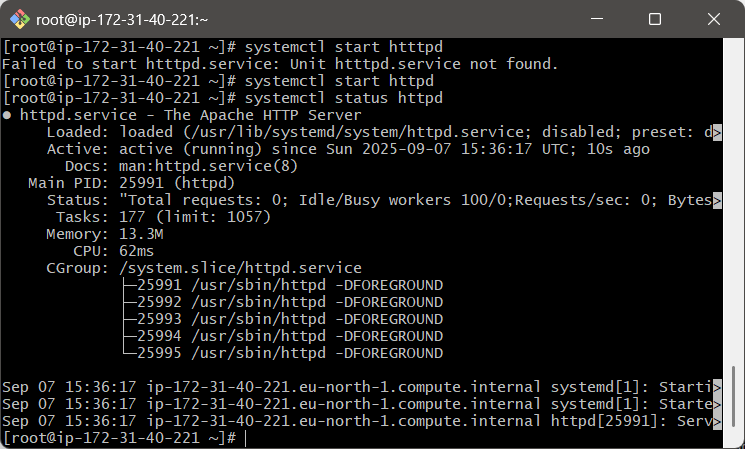 root@ip-172-31-40-221:~
[root@ip-172-31-40-221 ~]# systemctl start htttpd
Failed to start htttpd.service: Unit htttpd.service not found.
[root@ip-172-31-40-221 ~]# systemctl start httpd
[root@ip-172-31-40-221 ~]# systemctl status httpd
● httpd.service - The Apache HTTP Server
     Loaded: loaded (/usr/lib/systemd/system/httpd.service; disabled; preset: d>
     Active: active (running) since Sun 2025-09-07 15:36:17 UTC; 10s ago
       Docs: man:httpd.service(8)
   Main PID: 25991 (httpd)
     Status: "Total requests: 0; Idle/Busy workers 100/0;Requests/sec: 0; Bytes>
      Tasks: 177 (limit: 1057)
     Memory: 13.3M
        CPU: 62ms
     CGroup: /system.slice/httpd.service
             ├─25991 /usr/sbin/httpd -DFOREGROUND
             ├─25992 /usr/sbin/httpd -DFOREGROUND
             ├─25993 /usr/sbin/httpd -DFOREGROUND
             ├─25994 /usr/sbin/httpd -DFOREGROUND
             └─25995 /usr/sbin/httpd -DFOREGROUND
Sep 07 15:36:17 ip-172-31-40-221.eu-north-1.compute.internal systemd[1]: Starti>
Sep 07 15:36:17 ip-172-31-40-221.eu-north-1.compute.internal systemd[1]: Starte>
Sep 07 15:36:17 ip-172-31-40-221.eu-north-1.compute.internal httpd[25991]: Serv>
[root@ip-172-31-40-221 ~]#